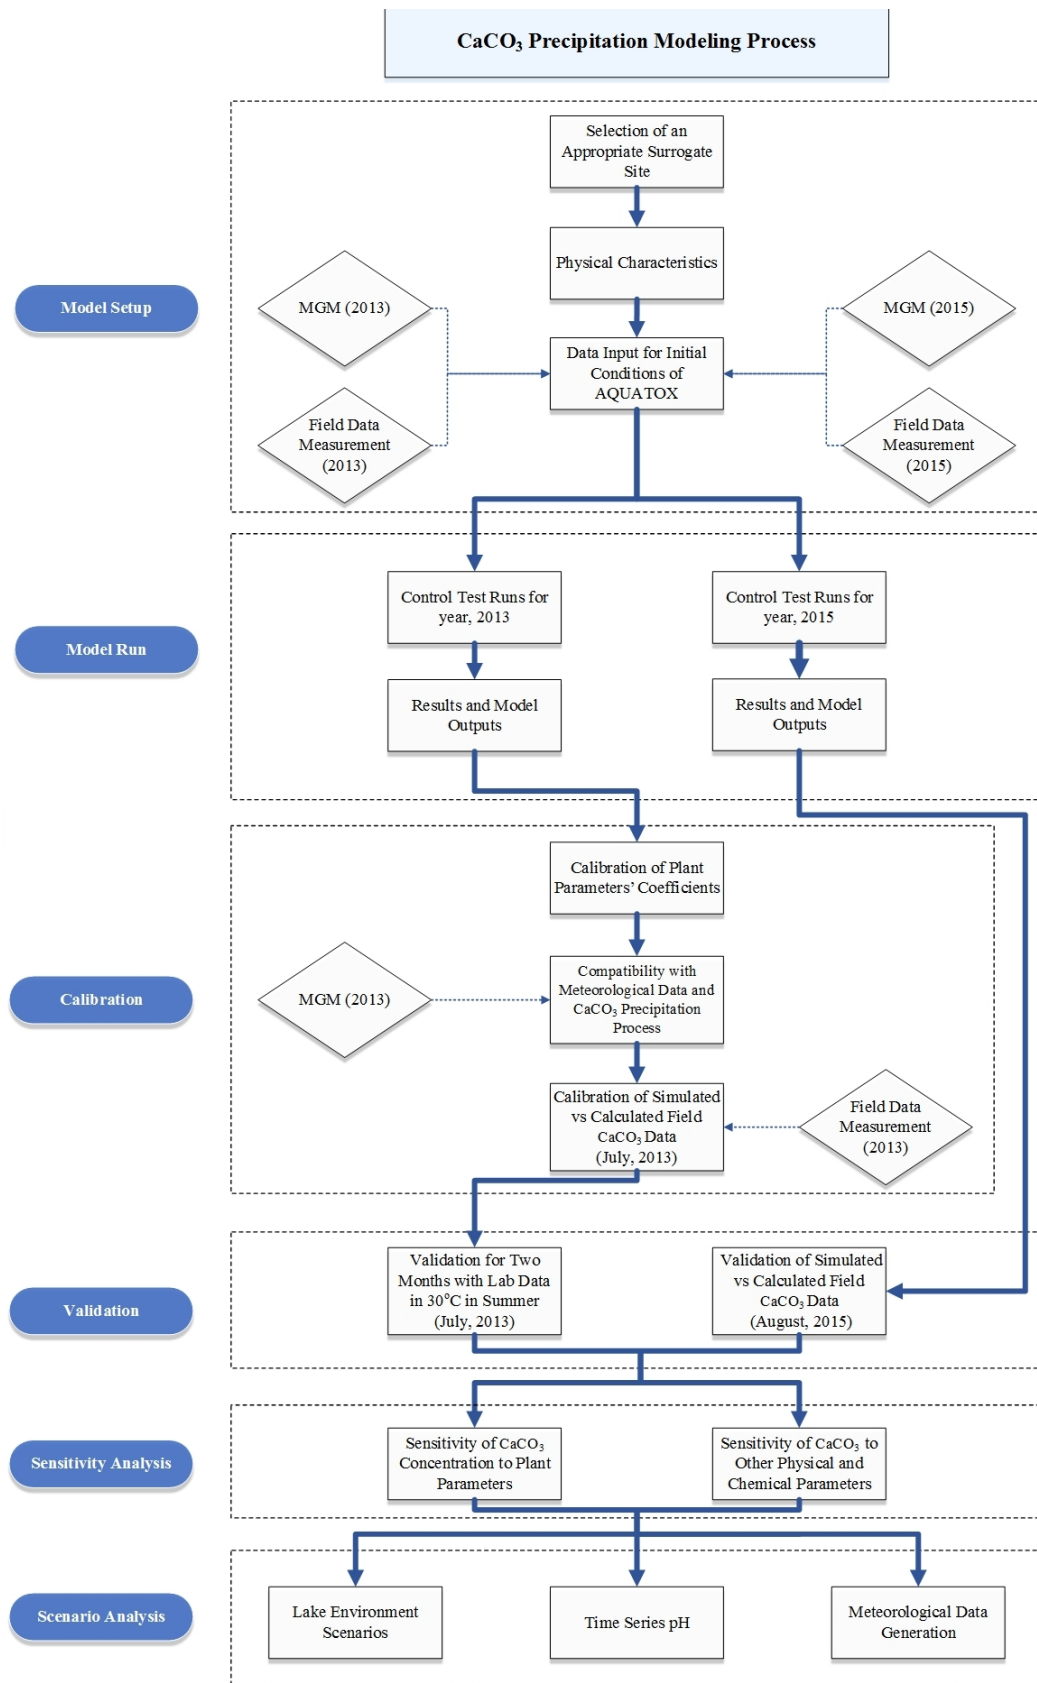 CaCO₃ Precipitation Modeling Process
Selection of an
Appropriate Surrogate
Site
Physical Characteristics
Model Setup
MGM (2013)
MGM (2015)
Data Input for Initial
Conditions of
AQUATOX
Field Data
Measurement
(2013)
Field Data
Measurement
(2015)
Control Test Runs for
year, 2013
Control Test Runs for
year, 2015
Model Run
Results and Model
Outputs
Results and Model
Outputs
Calibration of Plant
Parameters’ Coefficients
Calibration
MGM (2013)
Compatibility with
Meteorological Data and
CaCO₃ Precipitation
Process
Calibration of Simulated
vs Calculated Field
CaCO₃ Data
(July, 2013)
Field Data
Measurement
(2013)
Validation
Validation for Two
Months with Lab Data
in 30°C in Summer
(July, 2013)
Validation of Simulated
vs Calculated Field
CaCO₃ Data
(August, 2015)
Sensitivity Analysis
Sensitivity of CaCO₃
Concentration to Plant
Parameters
Sensitivity of CaCO₃ to
Other Physical and
Chemical Parameters
Scenario Analysis
Lake Environment
Scenarios
Time Series pH
Meteorological Data
Generation